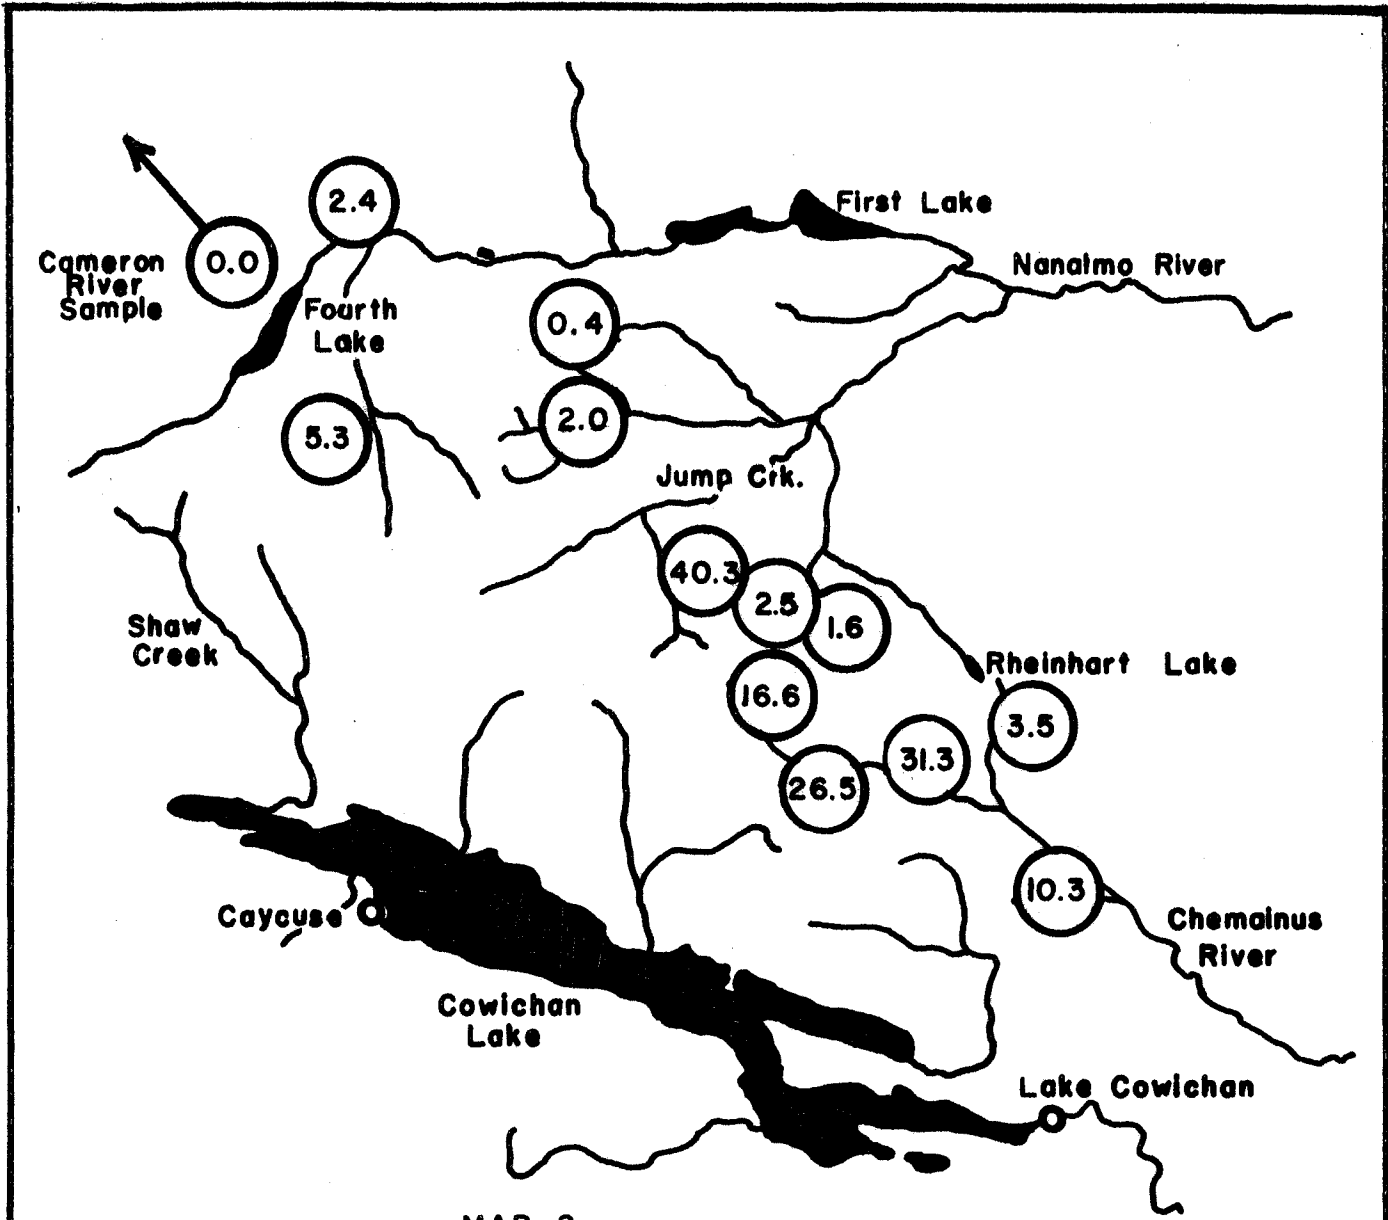 2.4
First Lake
0.0
Cameron
River
Sample
Nanaimo River
Fourth
Lake
0.4
2.0
5.3
Jump Crk.
40.3
2.5
1.6
Shaw
Creek
Rheinhart Lake
16.6
3.5
31.3
26.5
10.3
Caycuse
Chemainus
River
Cowichan
Lake
Lake Cowichan